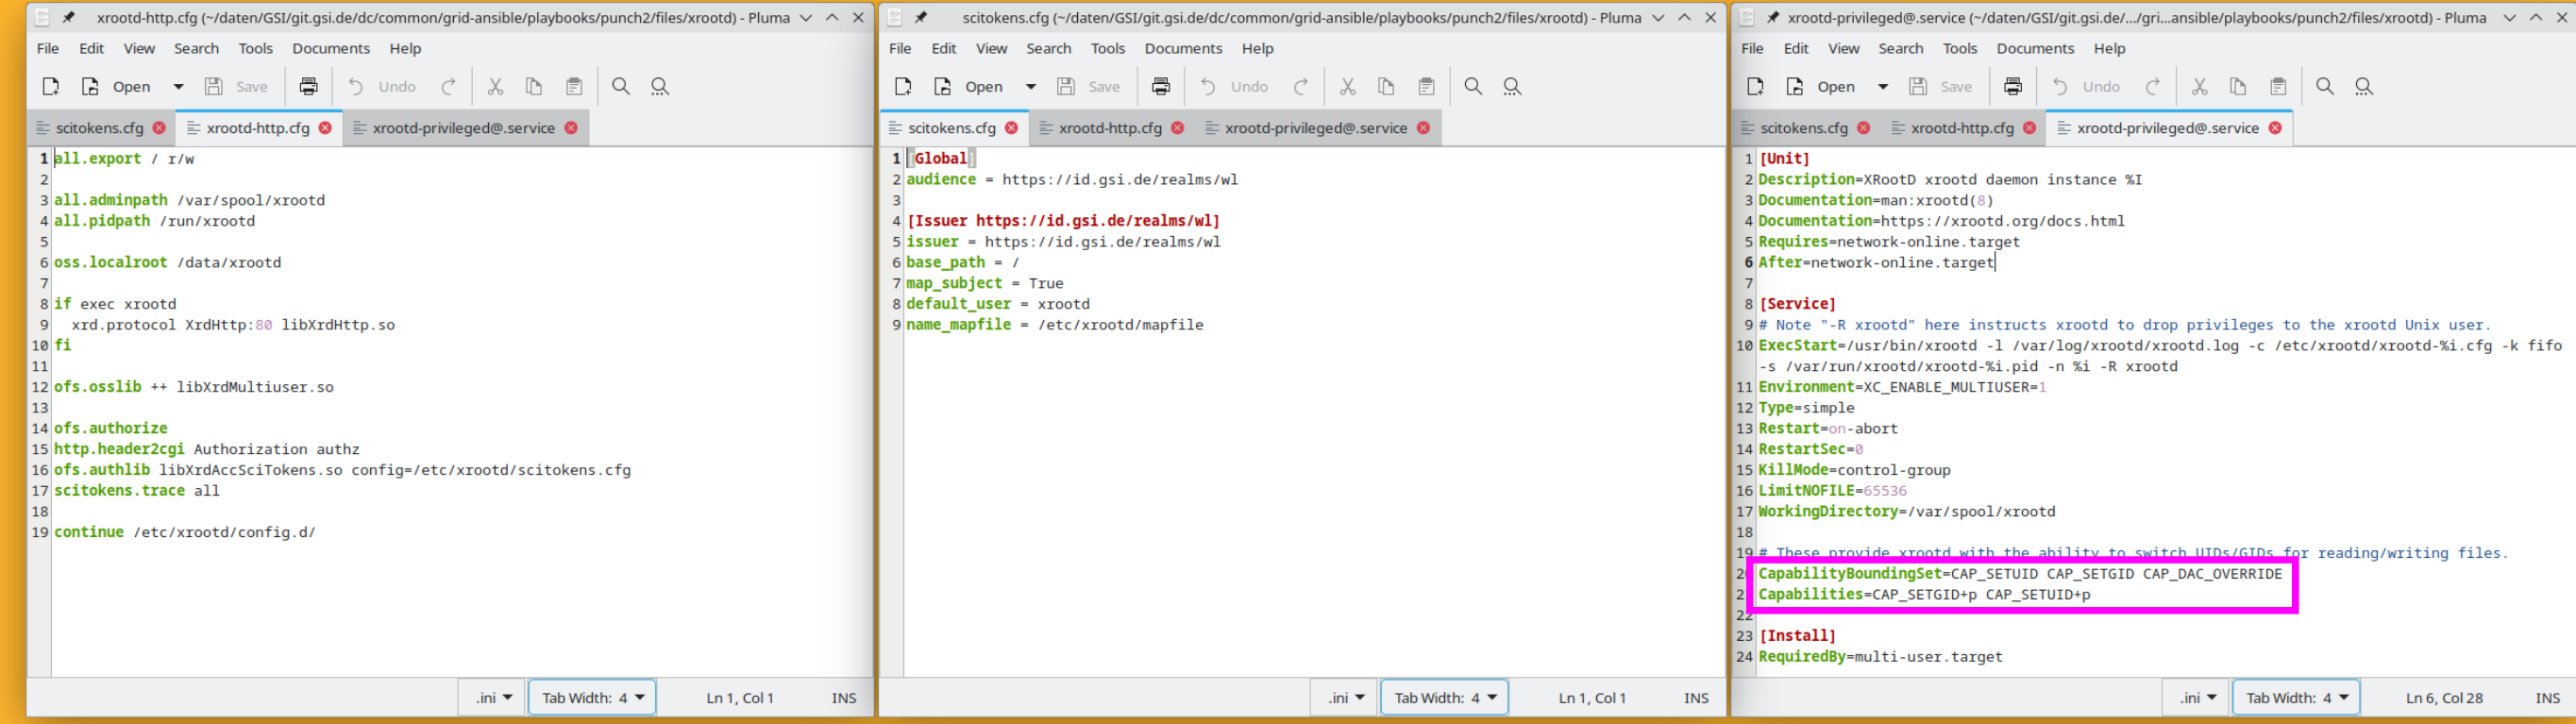 xrootd-http.cfg (~/daten/GSI/git.gsi.de/dc/common/grid-ansible/playbooks/punch2/files/xrootd) - Pluma
File Edit View Search Tools Documents Help
Open Save Undo
scitokens.cfg xrootd-http.cfg xrootd-privileged@.service
1 all.export / r/w
2
3 all.adminpath /var/spool/xrootd
4 all.pidpath /run/xrootd
5
6 oss.localroot /data/xrootd
7
8 if exec xrootd
9   xrd.protocol XrdHttp:80 libXrdHttp.so
10 fi
11
12 ofs.osslib ++ libXrdMultiuser.so
13
14 ofs.authorize
15 http.header2cgi Authorization authz
16 ofs.authlib libXrdAccSciTokens.so config=/etc/xrootd/scitokens.cfg
17 scitokens.trace all
18
19 continue /etc/xrootd/config.d/
.ini Tab Width: 4 Ln 1, Col 1 INS
scitokens.cfg (~/daten/GSI/git.gsi.de/dc/common/grid-ansible/playbooks/punch2/files/xrootd) - Pluma
File Edit View Search Tools Documents Help
Open Save Undo
scitokens.cfg xrootd-http.cfg xrootd-privileged@.service
1 [Global]
2 audience = https://id.gsi.de/realms/wl
3
4 [Issuer https://id.gsi.de/realms/wl]
5 issuer = https://id.gsi.de/realms/wl
6 base_path = /
7 map_subject = True
8 default_user = xrootd
9 name_mapfile = /etc/xrootd/mapfile
.ini Tab Width: 4 Ln 1, Col 1 INS
xrootd-privileged@.service (~/daten/GSI/git.gsi.de/.../gri...ansible/playbooks/punch2/files/xrootd) - Pluma
File Edit View Search Tools Documents Help
Open Save Undo
scitokens.cfg xrootd-http.cfg xrootd-privileged@.service
1 [Unit]
2 Description=XRootD xrootd daemon instance %I
3 Documentation=man:xrootd(8)
4 Documentation=https://xrootd.org/docs.html
5 Requires=network-online.target
6 After=network-online.target
7
8 [Service]
9 # Note "-R xrootd" here instructs xrootd to drop privileges to the xrootd Unix user.
10 ExecStart=/usr/bin/xrootd -l /var/log/xrootd/xrootd.log -c /etc/xrootd/xrootd-%i.cfg -k fifo
-s /var/run/xrootd/xrootd-%i.pid -n %i -R xrootd
11 Environment=XC_ENABLE_MULTIUSER=1
12 Type=simple
13 Restart=on-abort
14 RestartSec=0
15 KillMode=control-group
16 LimitNOFILE=65536
17 WorkingDirectory=/var/spool/xrootd
18
19 # These provide xrootd with the ability to switch UIDs/GIDs for reading/writing files.
2 CapabilityBoundingSet=CAP_SETUID CAP_SETGID CAP_DAC_OVERRIDE
2 Capabilities=CAP_SETGID+p CAP_SETUID+p
22
23 [Install]
24 RequiredBy=multi-user.target
.ini Tab Width: 4 Ln 6, Col 28 INS